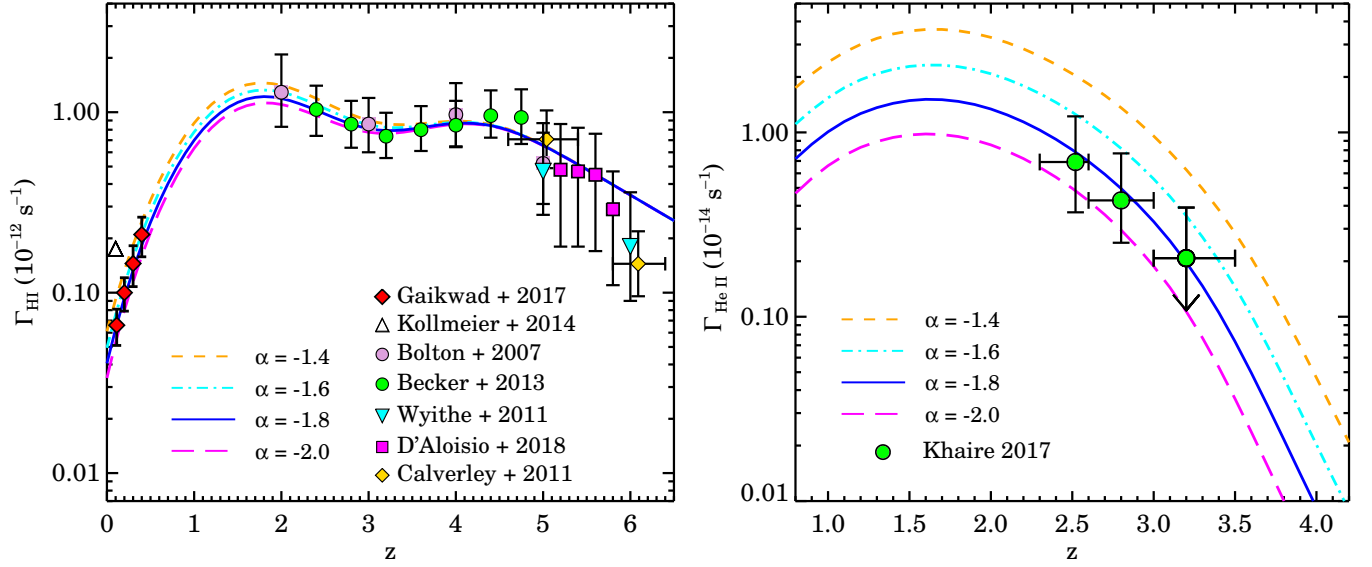 Γ_HI (10^-12 s^-1)
1.00
0.10
0.01
α = -1.4
α = -1.6
α = -1.8
α = -2.0
Gaikwad + 2017
Kollmeier + 2014
Bolton + 2007
Becker + 2013
Wyithe + 2011
D'Aloisio + 2018
Calverley + 2011
0 1 2 3 4 5 6
z
Γ_He II (10^-14 s^-1)
1.00
0.10
0.01
α = -1.4
α = -1.6
α = -1.8
α = -2.0
Khaire 2017
1.0 1.5 2.0 2.5 3.0 3.5 4.0
z